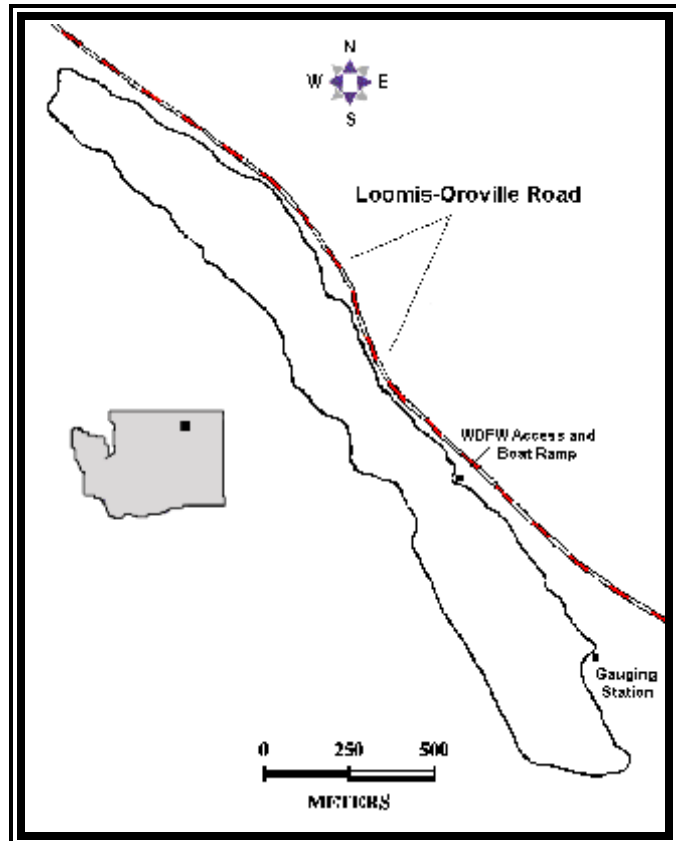 N
W E
S
Loomis-Oroville Road
WDFW Access and
Boat Ramp
Gauging
Station
0 250 500
METERS